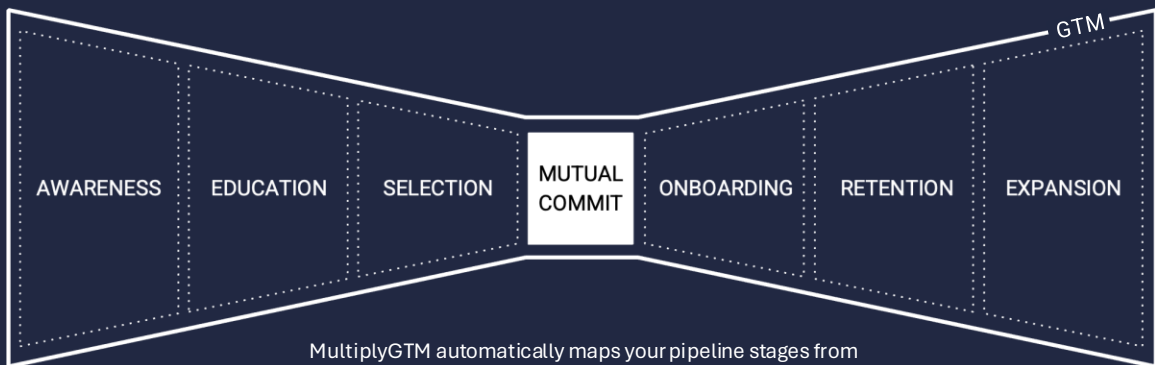 GTM
AWARENESS
EDUCATION
SELECTION
MUTUAL
COMMIT
ONBOARDING
RETENTION
EXPANSION
MultiplyGTM automatically maps your pipeline stages from